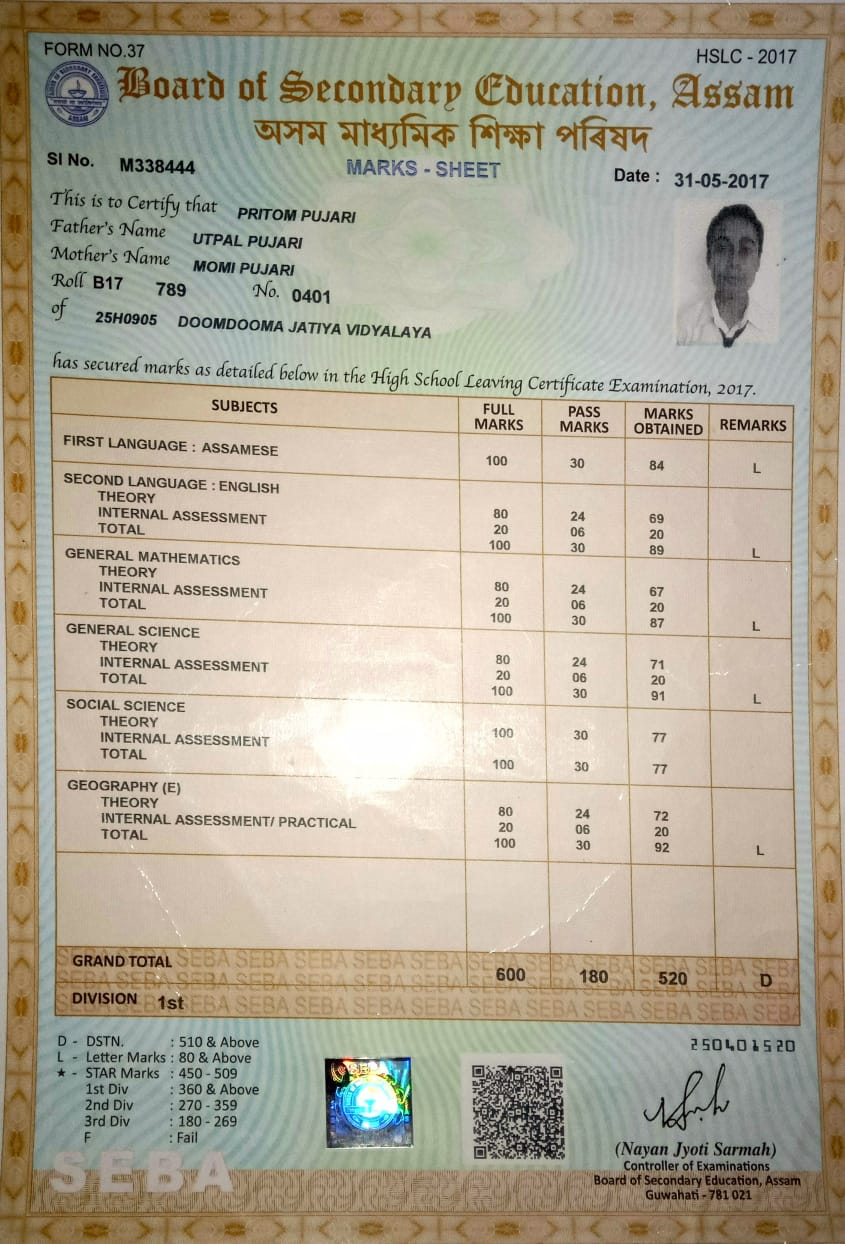 FORM NO.37
HSLC - 2017
Board of Secondary Education, Assam
অসম মাধ্যমিক শিক্ষা পৰিষদ
SI No. M338444
MARKS - SHEET
Date : 31-05-2017
This is to Certify that PRITOM PUJARI
Father's Name UTPAL PUJARI
Mother's Name MOMI PUJARI
Roll B17 789 No. 0401
of 25H0905 DOOMDOOMA JATIYA VIDYALAYA
has secured marks as detailed below in the High School Leaving Certificate Examination, 2017.
SUBJECTS FULL MARKS PASS MARKS MARKS OBTAINED REMARKS
FIRST LANGUAGE : ASSAMESE 100 30 84 L
SECOND LANGUAGE : ENGLISH
THEORY 80 24 69
INTERNAL ASSESSMENT 20 06 20
TOTAL 100 30 89 L
GENERAL MATHEMATICS
THEORY 80 24 67
INTERNAL ASSESSMENT 20 06 20
TOTAL 100 30 87 L
GENERAL SCIENCE
THEORY 80 24 71
INTERNAL ASSESSMENT 20 06 20
TOTAL 100 30 91 L
SOCIAL SCIENCE
THEORY 100 30 77
INTERNAL ASSESSMENT
TOTAL 100 30 77
GEOGRAPHY (E)
THEORY 80 24 72
INTERNAL ASSESSMENT/ PRACTICAL 20 06 20
TOTAL 100 30 92 L
GRAND TOTAL 600 180 520 D
DIVISION 1st
D - DSTN. : 510 & Above
L - Letter Marks : 80 & Above
★ - STAR Marks : 450 - 509
1st Div : 360 & Above
2nd Div : 270 - 359
3rd Div : 180 - 269
F : Fail
250401520
(Nayan Jyoti Sarmah)
Controller of Examinations
Board of Secondary Education, Assam
Guwahati - 781 021
SEBA